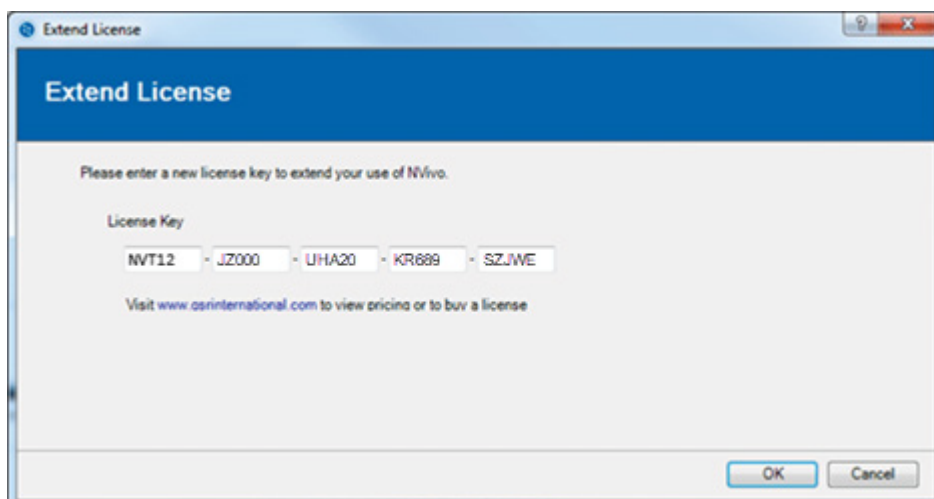 Extend License
Extend License
Please enter a new license key to extend your use of NVivo.
License Key
NVT12 - JZ000 - UHA20 - KR689 - SZJWE
Visit www.qsrinternational.com to view pricing or to buy a license
OK Cancel